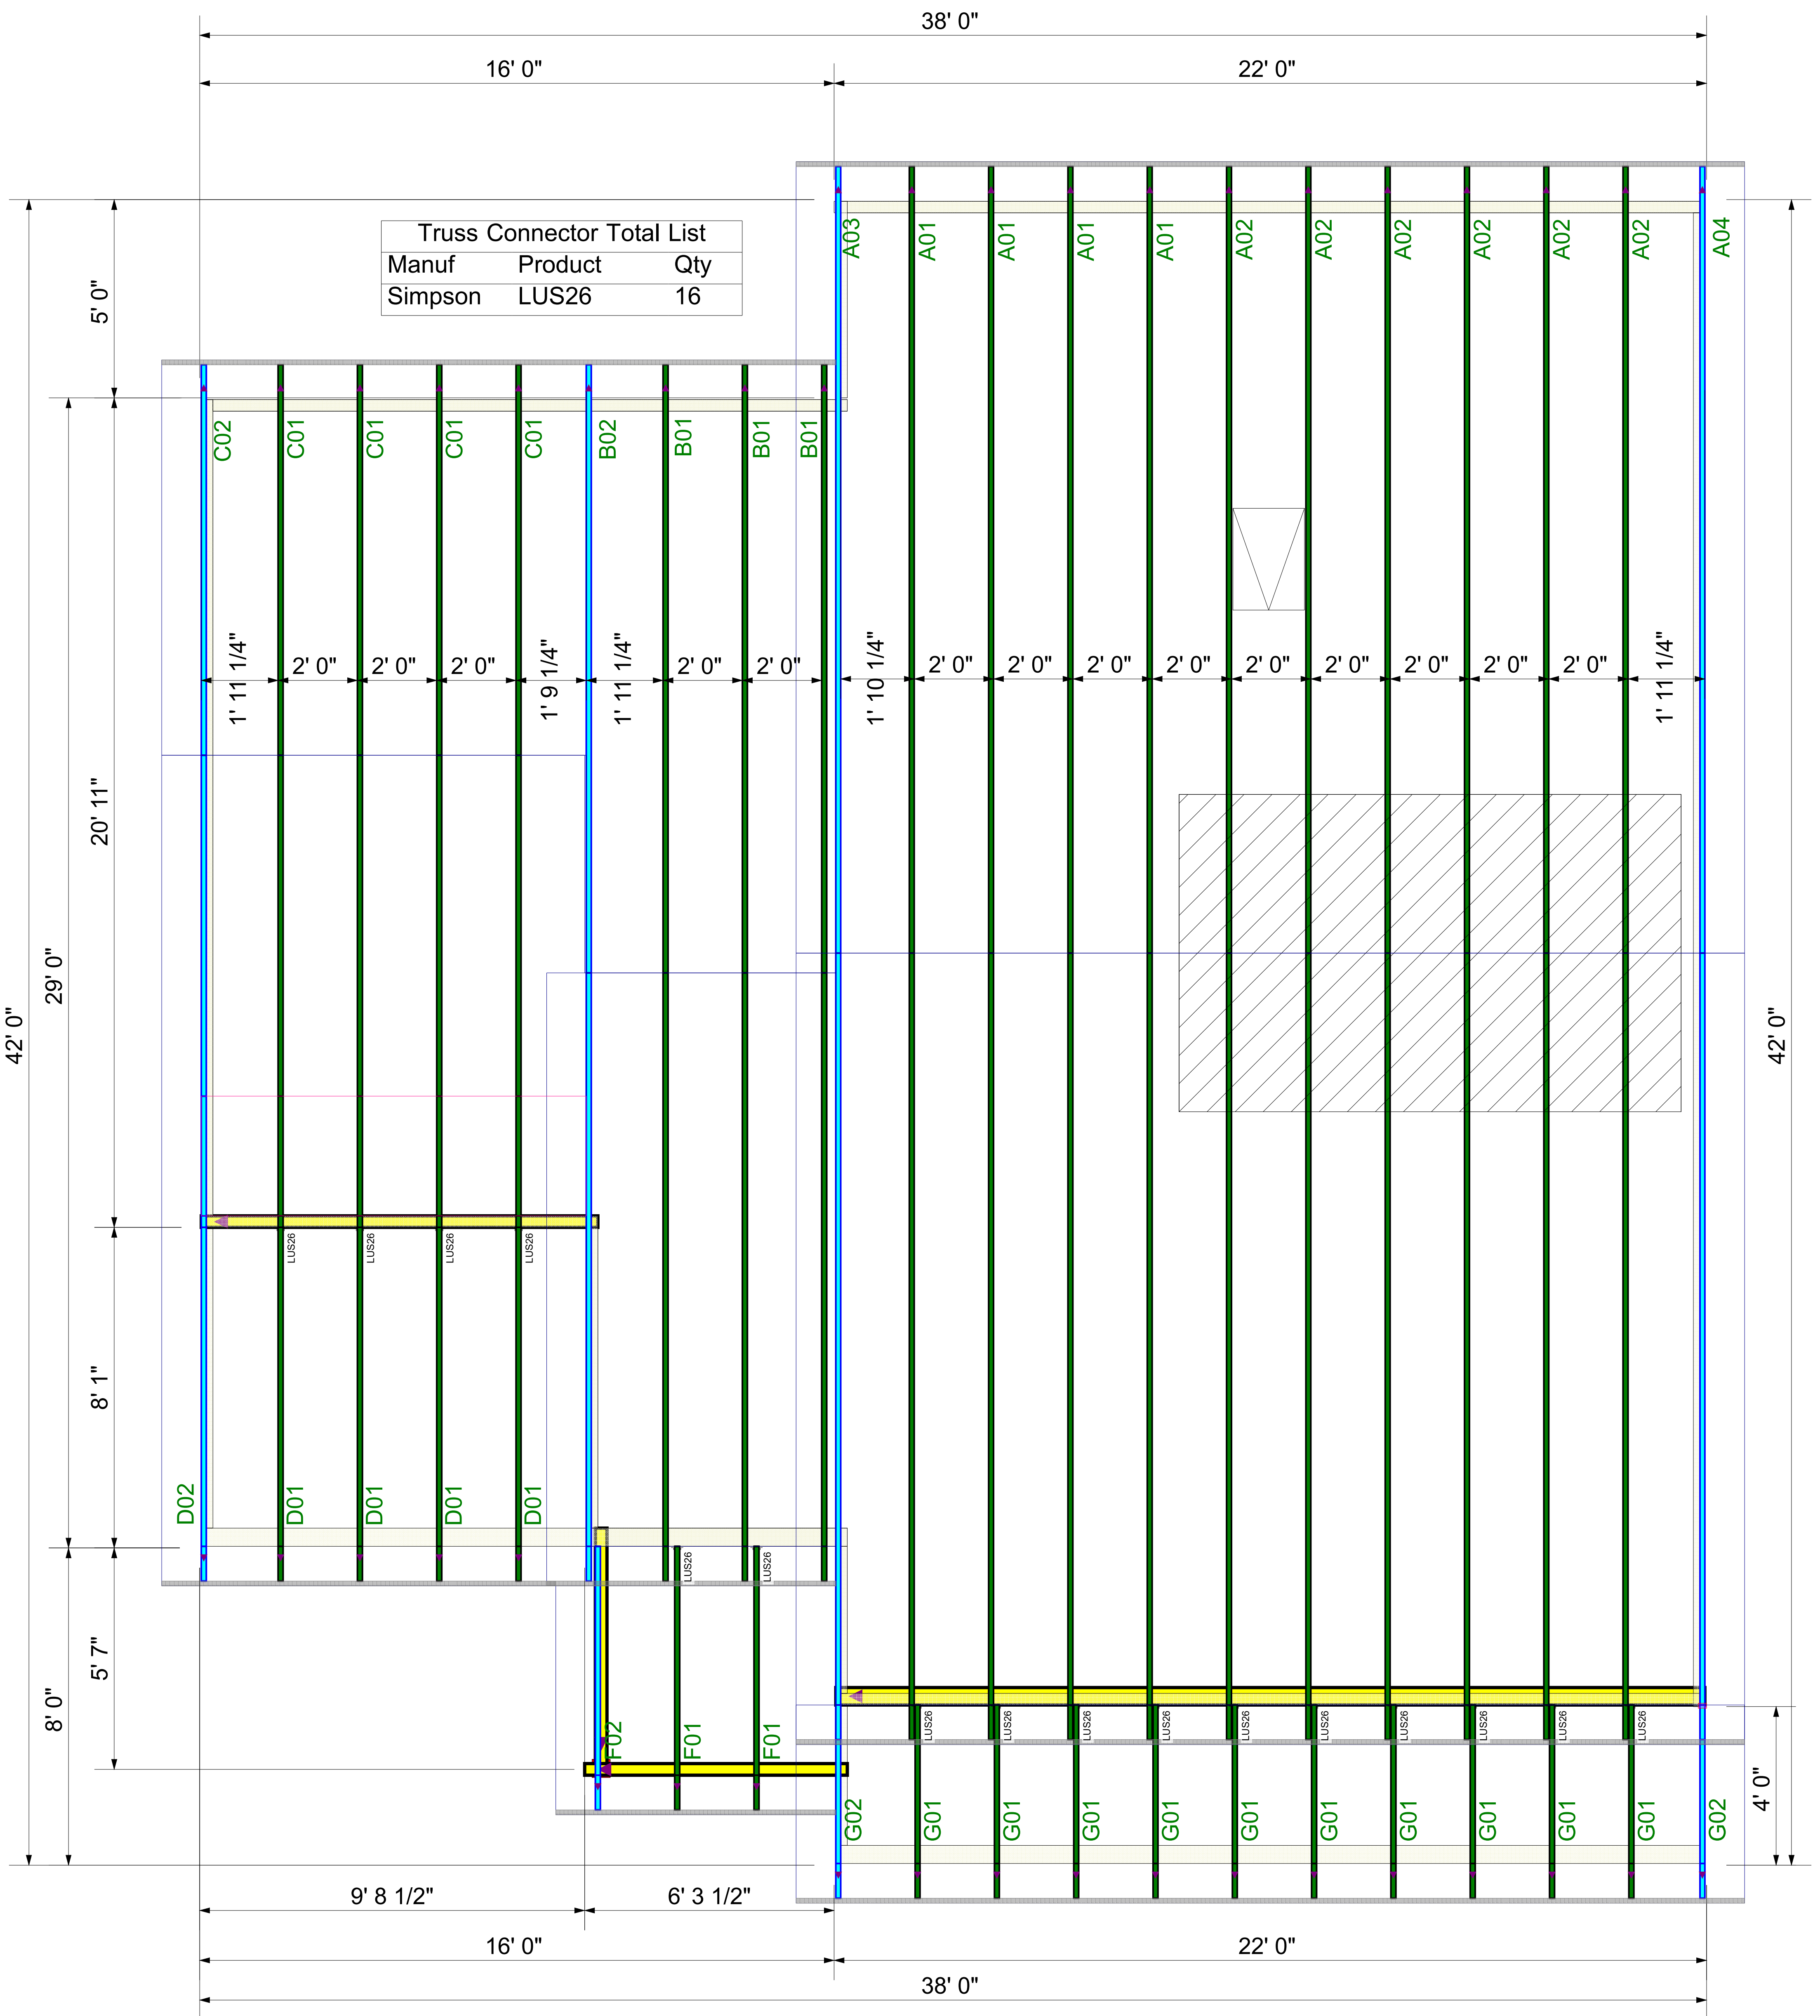 38' 0"
16' 0" 22' 0"
Truss Connector Total List
Manuf Product Qty
Simpson LUS26 16
A03 A01 A01 A01 A01 A02 A02 A02 A02 A02 A02 A04
5' 0"
C02 C01 C01 C01 C01 B02 B01 B01 B01
1' 11 1/4" 2' 0" 2' 0" 2' 0" 1' 9 1/4" 1' 11 1/4" 2' 0" 2' 0" 1' 10 1/4" 2' 0" 2' 0" 2' 0" 2' 0" 2' 0" 2' 0" 2' 0" 2' 0" 2' 0" 1' 11 1/4"
20' 11"
29' 0"
42' 0" 42' 0"
LUS26 LUS26 LUS26 LUS26
8' 1"
D02 D01 D01 D01 D01
LUS26 LUS26
5' 7"
8' 0"
F02 F01 F01
LUS26 LUS26 LUS26 LUS26 LUS26 LUS26 LUS26 LUS26 LUS26 LUS26
G02 G01 G01 G01 G01 G01 G01 G01 G01 G01 G01 G02
4' 0"
9' 8 1/2" 6' 3 1/2"
16' 0" 22' 0"
38' 0"